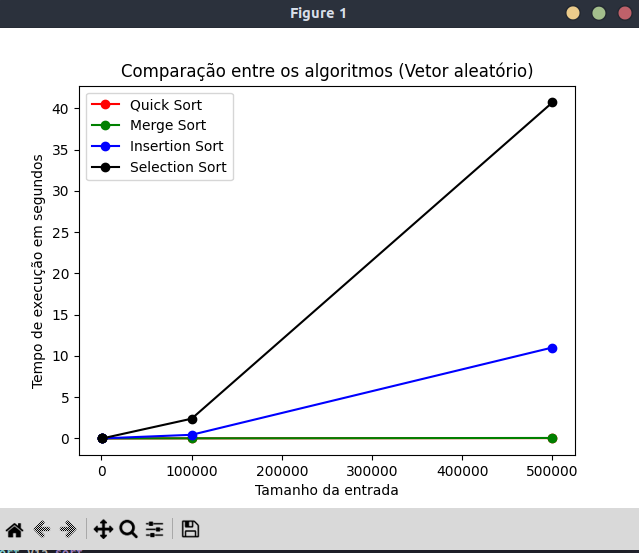 Figure 1
Comparação entre os algoritmos (Vetor aleatório)
Quick Sort
Merge Sort
Insertion Sort
Selection Sort
Tempo de execução em segundos
40
35
30
25
20
15
10
5
0
0 100000 200000 300000 400000 500000
Tamanho da entrada